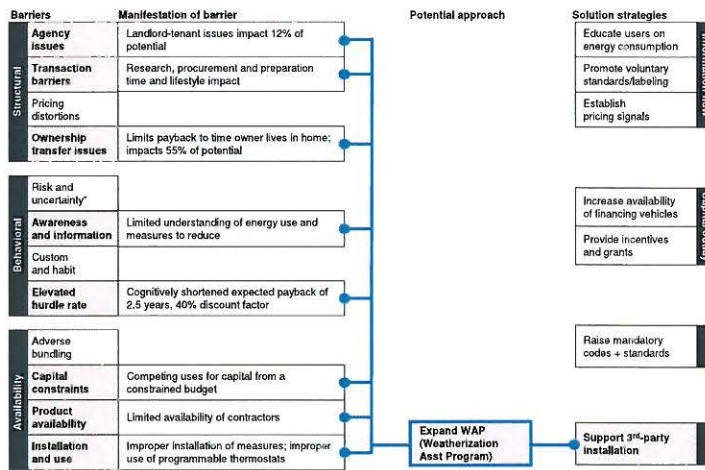 Barriers
Manifestation of barrier
Potential approach
Solution strategies
Structural
Agency
issues
Landlord-tenant issues impact 12% of
potential
Transaction
barriers
Research, procurement and preparation
time and lifestyle impact
Pricing
distortions
Ownership
transfer issues
Limits payback to time owner lives in home;
impacts 55% of potential
Behavioral
Risk and
uncertainty*
Awareness
and information
Limited understanding of energy use and
measures to reduce
Custom
and habit
Elevated
hurdle rate
Cognitively shortened expected payback of
2.5 years, 40% discount factor
Availability
Adverse
bundling
Capital
constraints
Competing uses for capital from a
constrained budget
Product
availability
Limited availability of contractors
Installation
and use
Improper installation of measures; improper
use of programmable thermostats
Expand WAP
(Weatherization
Asst Program)
Educate users on
energy consumption
Promote voluntary
standards/labeling
Establish
pricing signals
Increase availability
of financing vehicles
Provide incentives
and grants
Raise mandatory
codes + standards
Support 3rd-party
installation